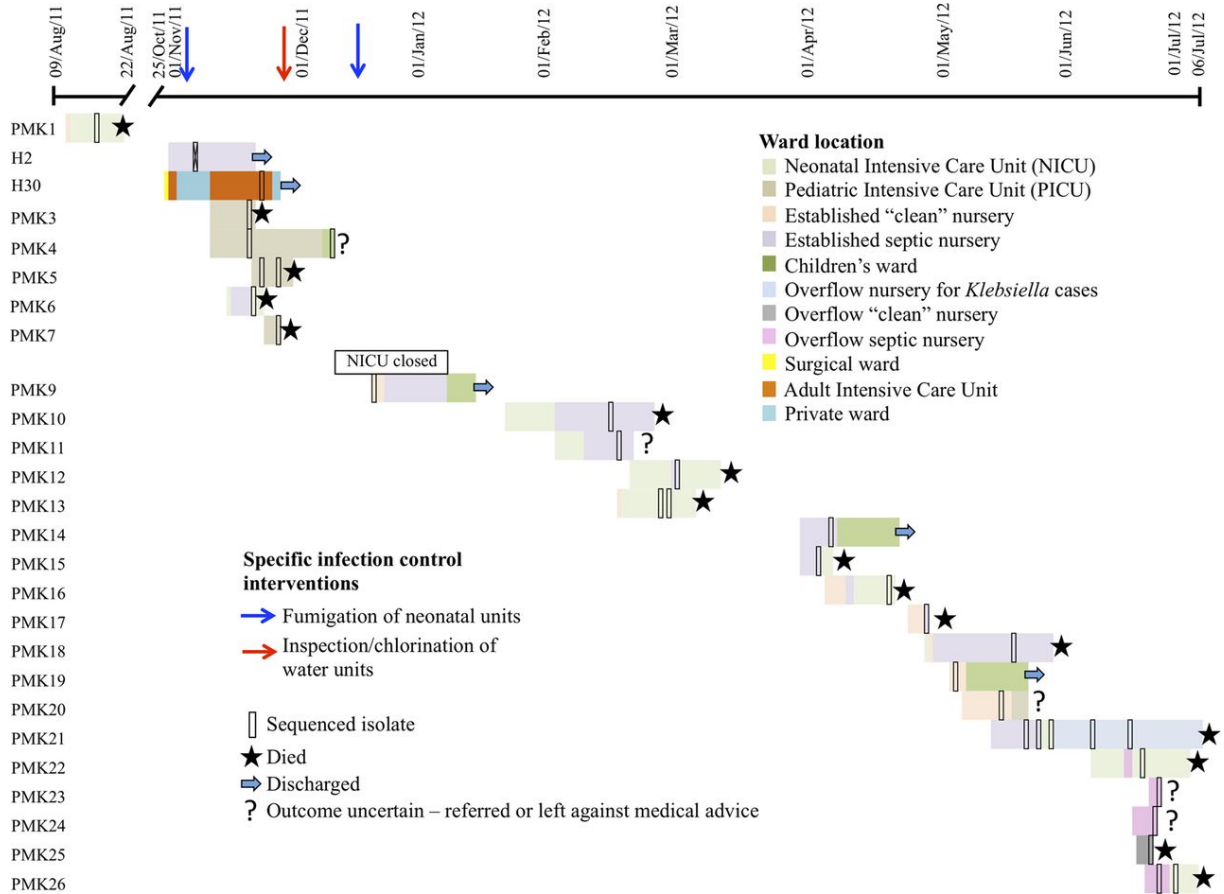 09/Aug/11
22/Aug/11
25/Oct/11
01/Nov/11
01/Dec/11
01/Jan/12
01/Feb/12
01/Mar/12
01/Apr/12
01/May/12
01/Jun/12
01/Jul/12
06/Jul/12
PMK1
H2
H30
PMK3
PMK4
?
PMK5
PMK6
PMK7
NICU closed
PMK9
PMK10
PMK11
?
PMK12
PMK13
PMK14
PMK15
PMK16
PMK17
PMK18
PMK19
PMK20
?
PMK21
PMK22
PMK23
?
PMK24
?
PMK25
PMK26
Ward location
Neonatal Intensive Care Unit (NICU)
Pediatric Intensive Care Unit (PICU)
Established “clean” nursery
Established septic nursery
Children’s ward
Overflow nursery for Klebsiella cases
Overflow “clean” nursery
Overflow septic nursery
Surgical ward
Adult Intensive Care Unit
Private ward
Specific infection control
interventions
Fumigation of neonatal units
Inspection/chlorination of
water units
Sequenced isolate
Died
Discharged
? Outcome uncertain – referred or left against medical advice